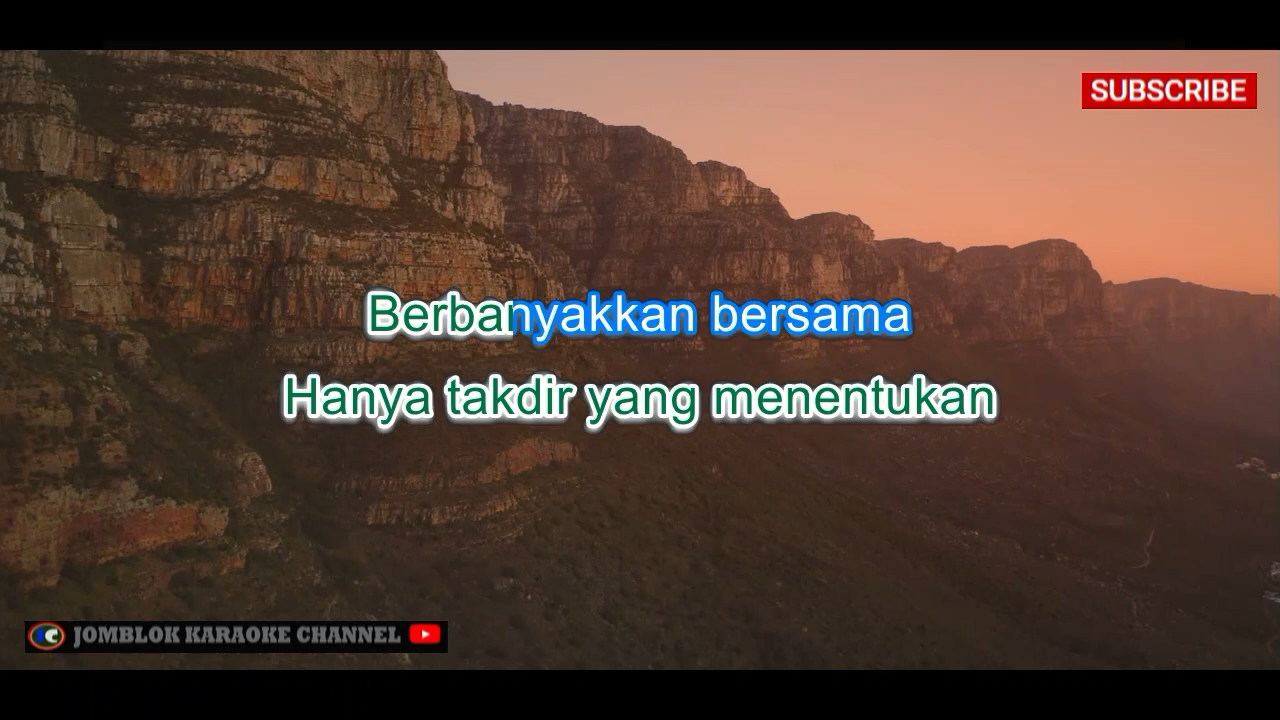 SUBSCRIBE
Berbanyakkan bersama
Hanya takdir yang menentukan
JOMBLOK KARAOKE CHANNEL